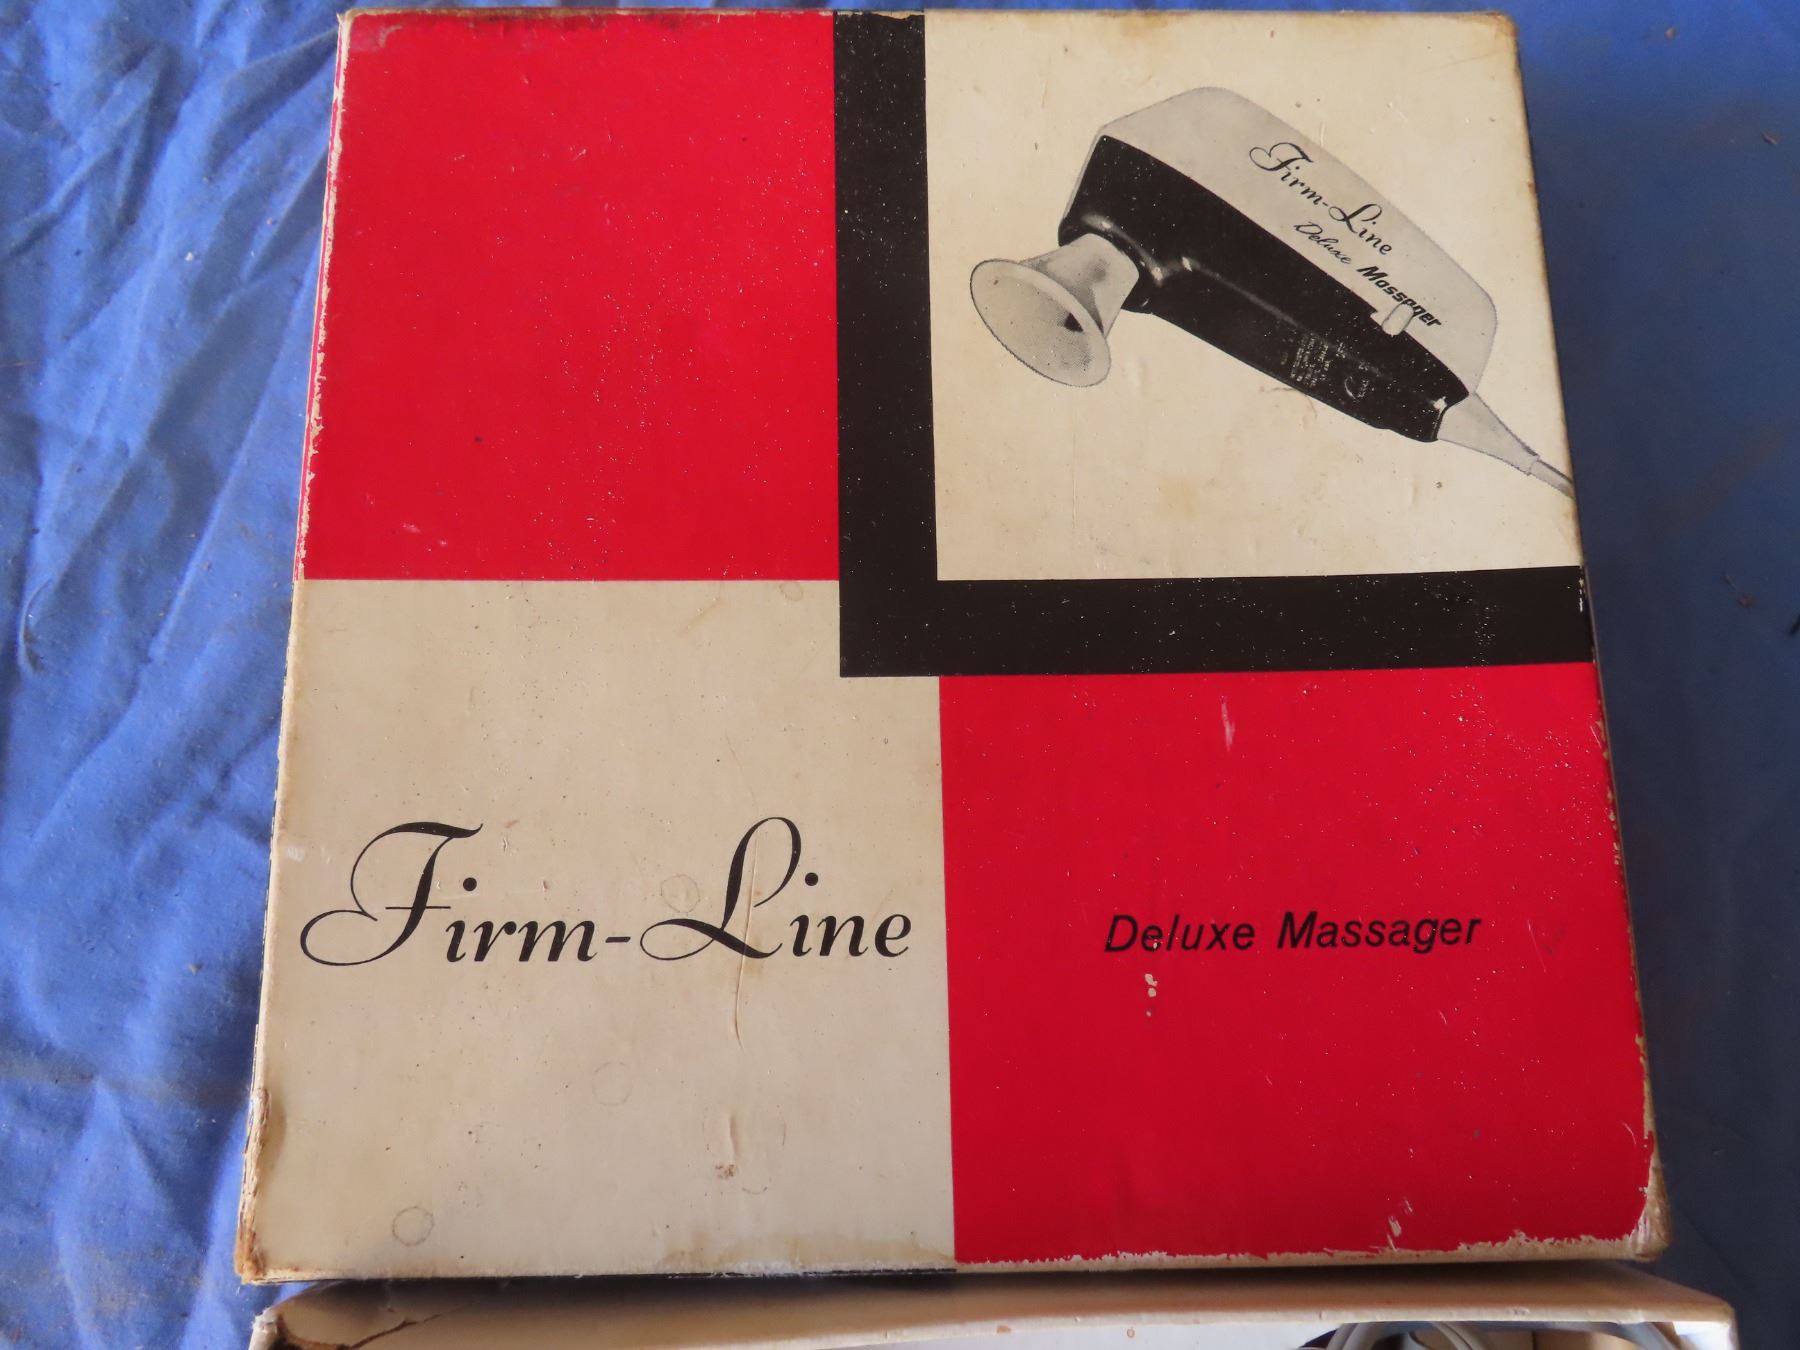 Firm-Line
Deluxe Massager
Firm-Line
Deluxe Massager